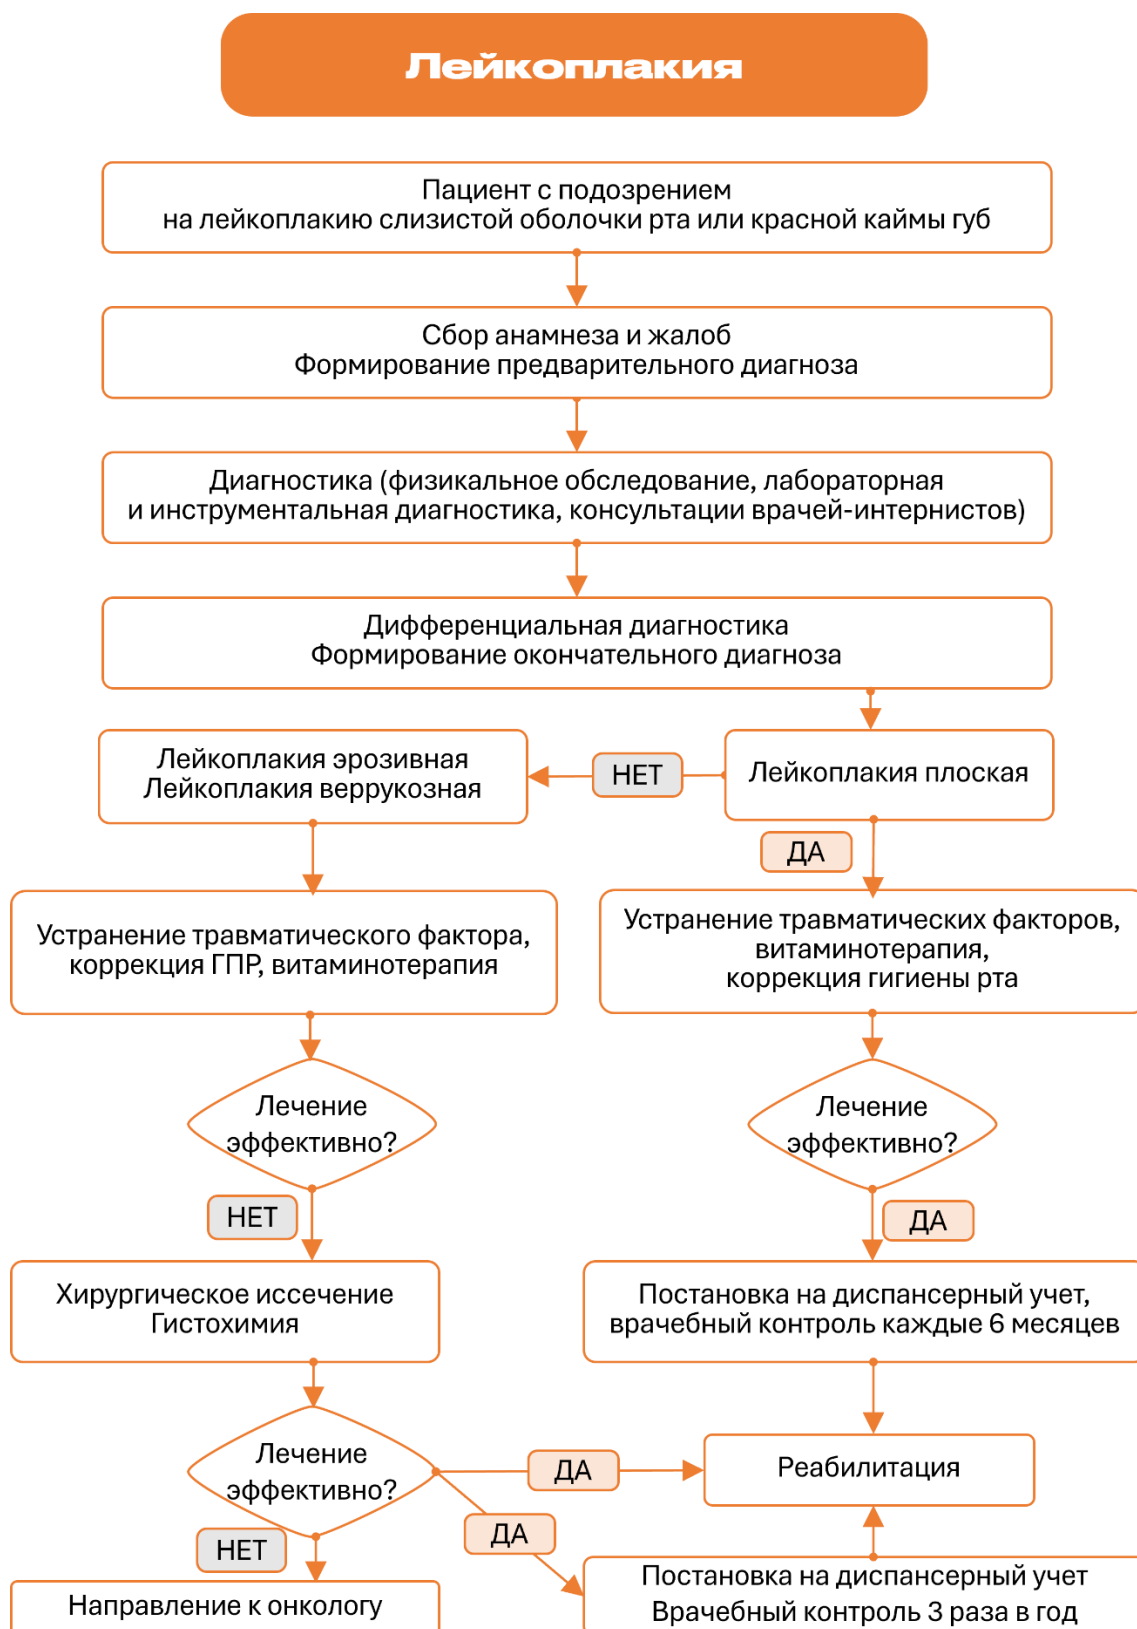 Лейкоплакия
Пациент с подозрением
на лейкоплакию слизистой оболочки рта или красной каймы губ
Сбор анамнеза и жалоб
Формирование предварительного диагноза
Диагностика (физикальное обследование, лабораторная
и инструментальная диагностика, консультации врачей-интернистов)
Дифференциальная диагностика
Формирование окончательного диагноза
Лейкоплакия эрозивная
Лейкоплакия веррукозная
НЕТ
Лейкоплакия плоская
ДА
Устранение травматического фактора,
коррекция ГПР, витаминотерапия
Устранение травматических факторов,
витаминотерапия,
коррекция гигиены рта
Лечение
эффективно?
Лечение
эффективно?
НЕТ
ДА
Хирургическое иссечение
Гистохимия
Постановка на диспансерный учет,
врачебный контроль каждые 6 месяцев
Лечение
эффективно?
ДА
Реабилитация
ДА
НЕТ
Направление к онкологу
Постановка на диспансерный учет
Врачебный контроль 3 раза в год